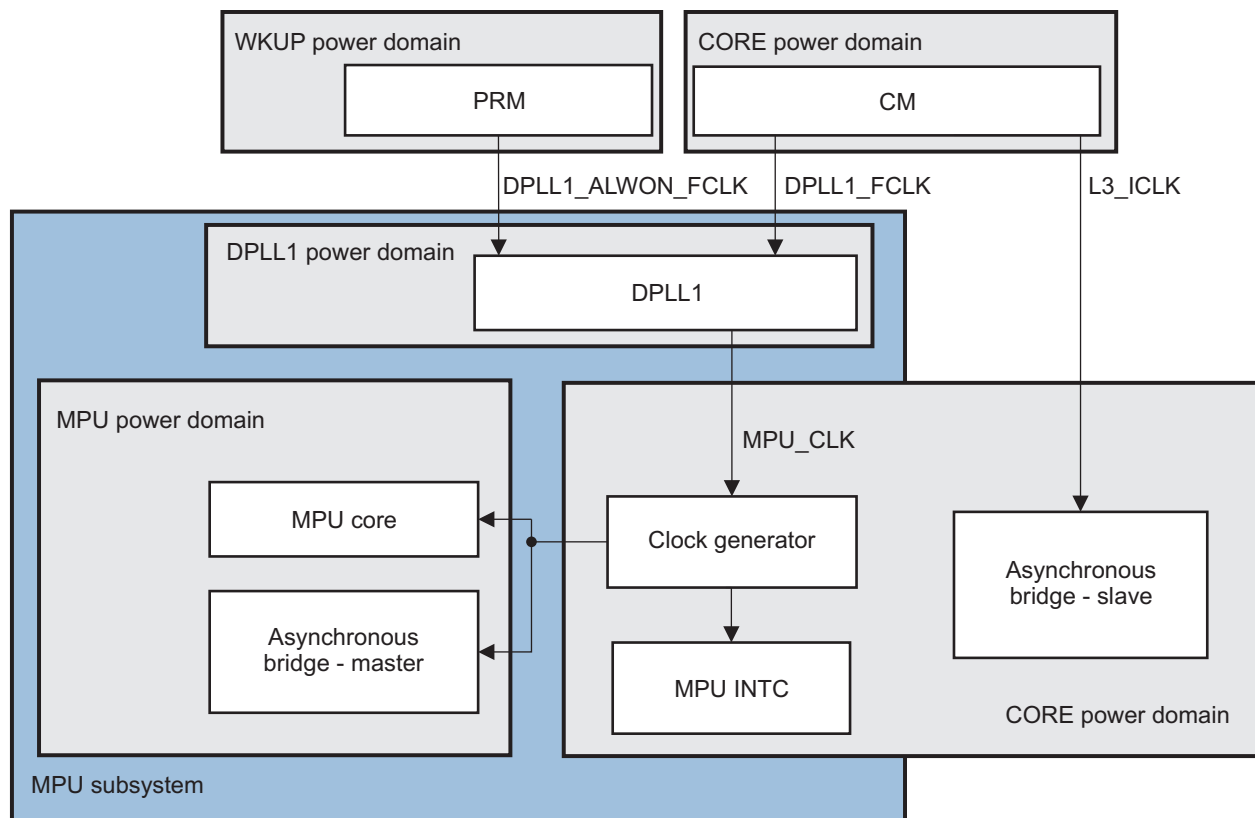 WKUP power domain
CORE power domain
PRM
CM
DPLL1_ALWON_FCLK
DPLL1_FCLK
L3_ICLK
DPLL1 power domain
DPLL1
MPU power domain
MPU_CLK
MPU core
Clock generator
Asynchronous
bridge - slave
Asynchronous
bridge - master
MPU INTC
CORE power domain
MPU subsystem